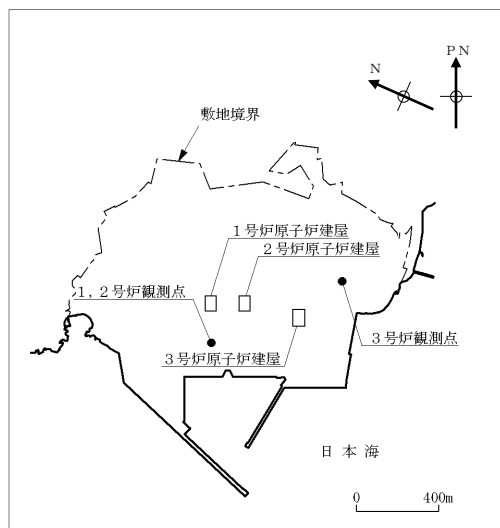 PN
N
敷地境界
1号炉原子炉建屋
2号炉原子炉建屋
1,2号炉観測点
3号炉観測点
3号炉原子炉建屋
日本海
0 400m